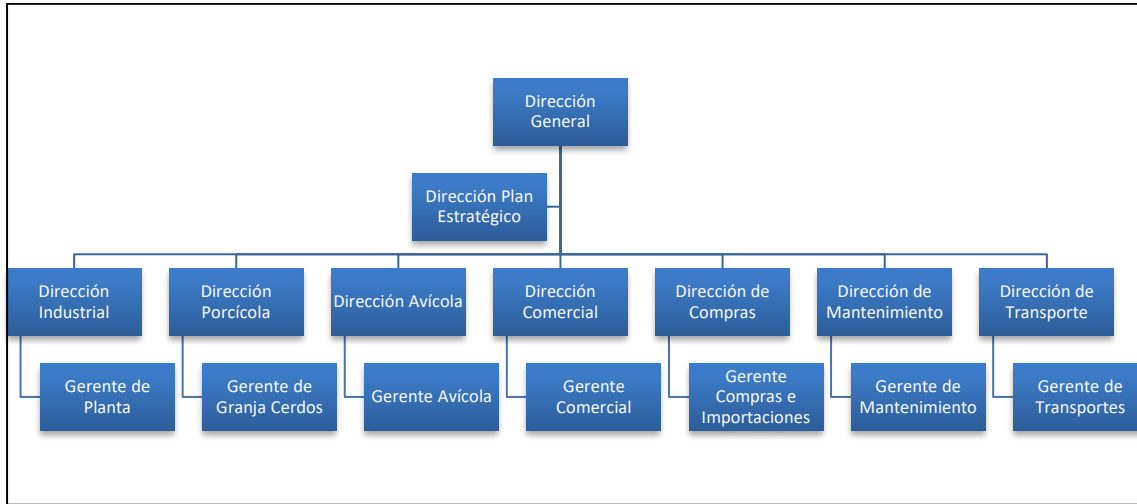 Dirección
General
Dirección Plan
Estratégico
Dirección
Industrial
Dirección
Porcícola
Dirección Avícola
Dirección
Comercial
Dirección de
Compras
Dirección de
Mantenimiento
Dirección de
Transporte
Gerente de
Planta
Gerente de
Granja Cerdos
Gerente Avícola
Gerente
Comercial
Gerente
Compras e
Importaciones
Gerente de
Mantenimiento
Gerente de
Transportes